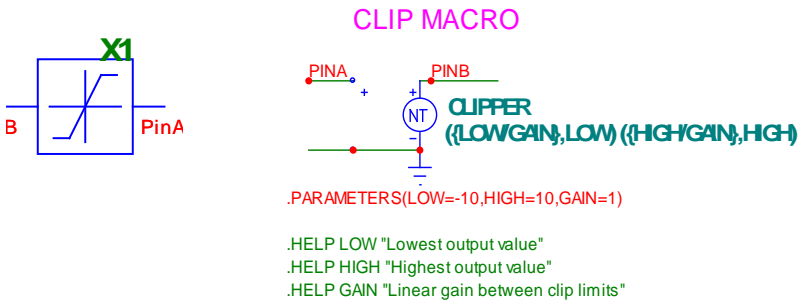 CLIP MACRO
X1
B
PinA
PINA
PINB
+
+
NT
-
CLIPPER
({LOW/GAIN},LOW) ({HIGH/GAIN},HIGH)
.PARAMETERS(LOW=-10,HIGH=10,GAIN=1)
.HELP LOW "Lowest output value"
.HELP HIGH "Highest output value"
.HELP GAIN "Linear gain between clip limits"